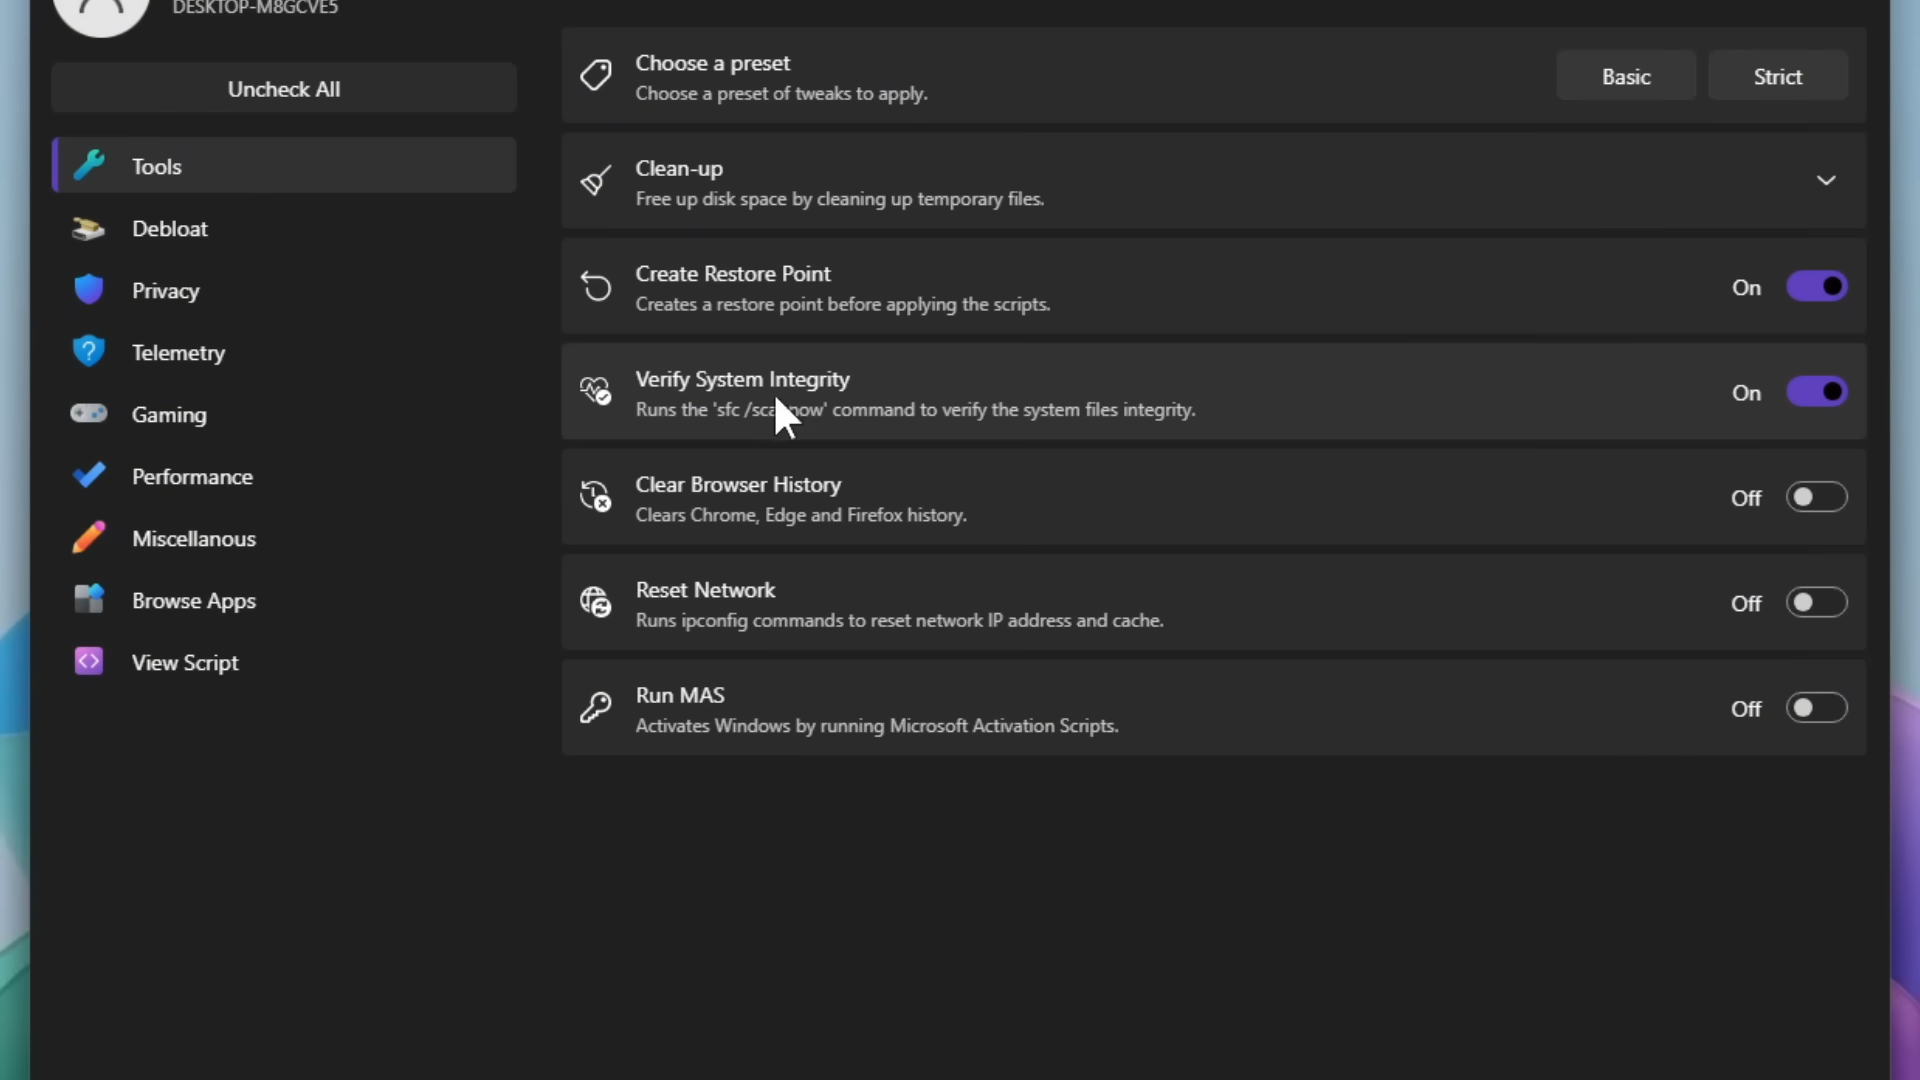 DESKTOP-M8GCVE5
Uncheck All
Tools
Debloat
Privacy
Telemetry
Gaming
Performance
Miscellanous
Browse Apps
View Script
Choose a preset
Choose a preset of tweaks to apply.
Basic
Strict
Clean-up
Free up disk space by cleaning up temporary files.
Create Restore Point
Creates a restore point before applying the scripts.
On
Verify System Integrity
Runs the 'sfc /scannow' command to verify the system files integrity.
On
Clear Browser History
Clears Chrome, Edge and Firefox history.
Off
Reset Network
Runs ipconfig commands to reset network IP address and cache.
Off
Run MAS
Activates Windows by running Microsoft Activation Scripts.
Off